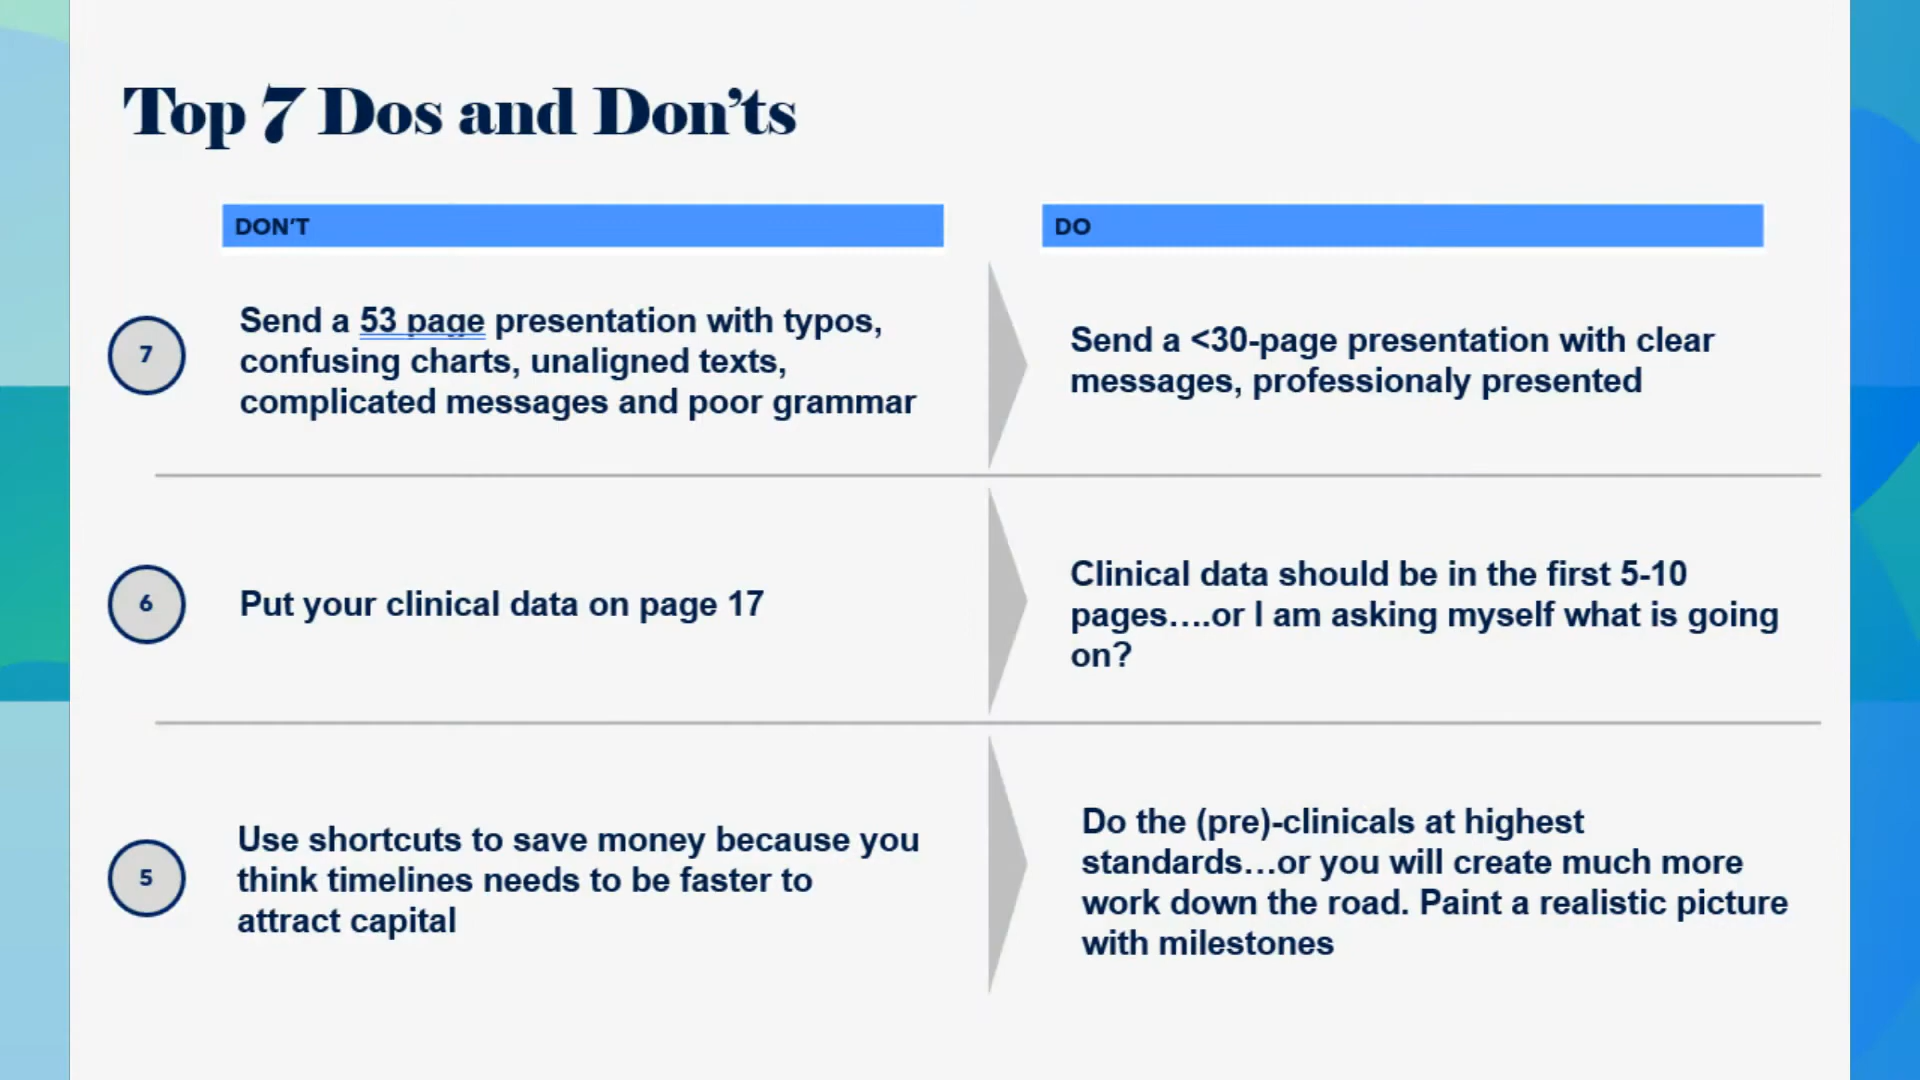 Top 7 Dos and Don’ts
DON’T
DO
7
Send a 53 page presentation with typos,
confusing charts, unaligned texts,
complicated messages and poor grammar
Send a <30-page presentation with clear
messages, professionaly presented
6
Put your clinical data on page 17
Clinical data should be in the first 5-10
pages….or I am asking myself what is going
on?
5
Use shortcuts to save money because you
think timelines needs to be faster to
attract capital
Do the (pre)-clinicals at highest
standards…or you will create much more
work down the road. Paint a realistic picture
with milestones